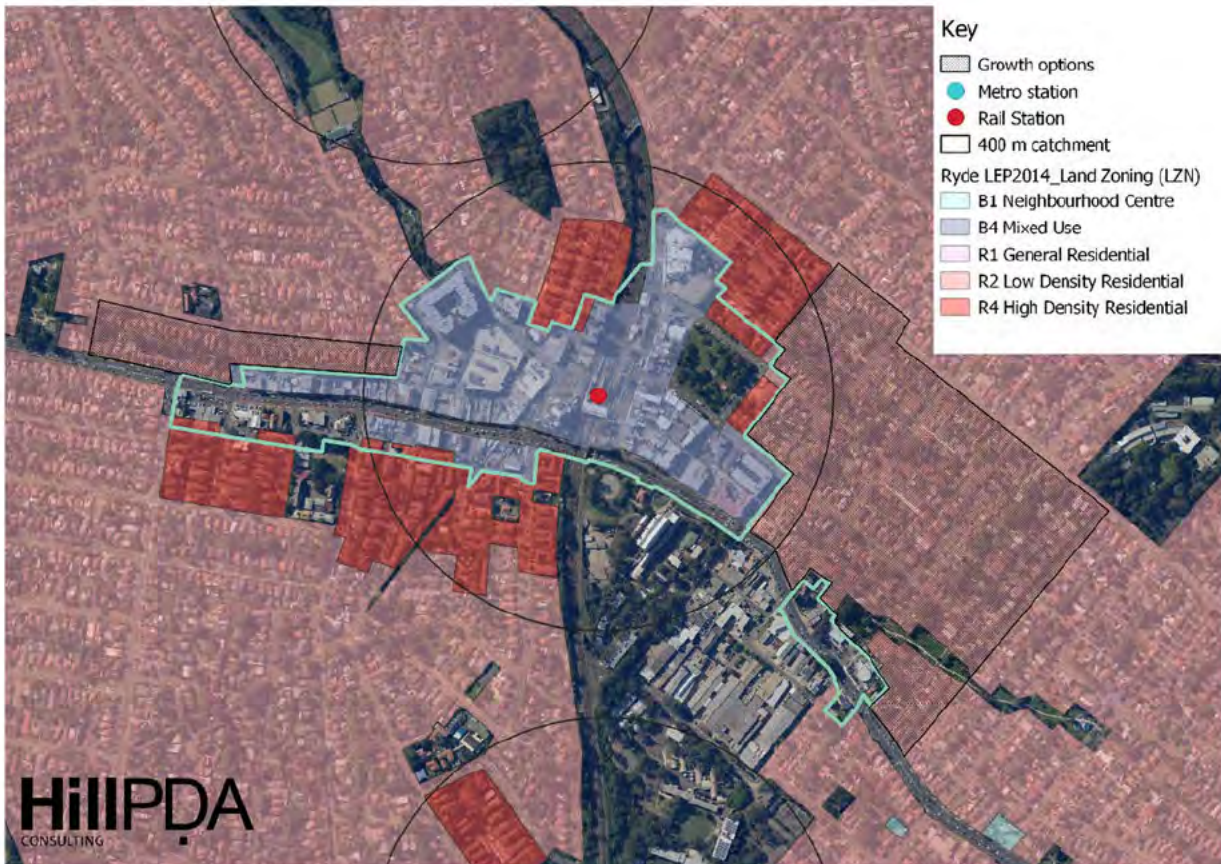 Key
Growth options
Metro station
Rail Station
400 m catchment
Ryde LEP2014_Land Zoning (LZN)
B1 Neighbourhood Centre
B4 Mixed Use
R1 General Residential
R2 Low Density Residential
R4 High Density Residential
HillPDA
CONSULTING